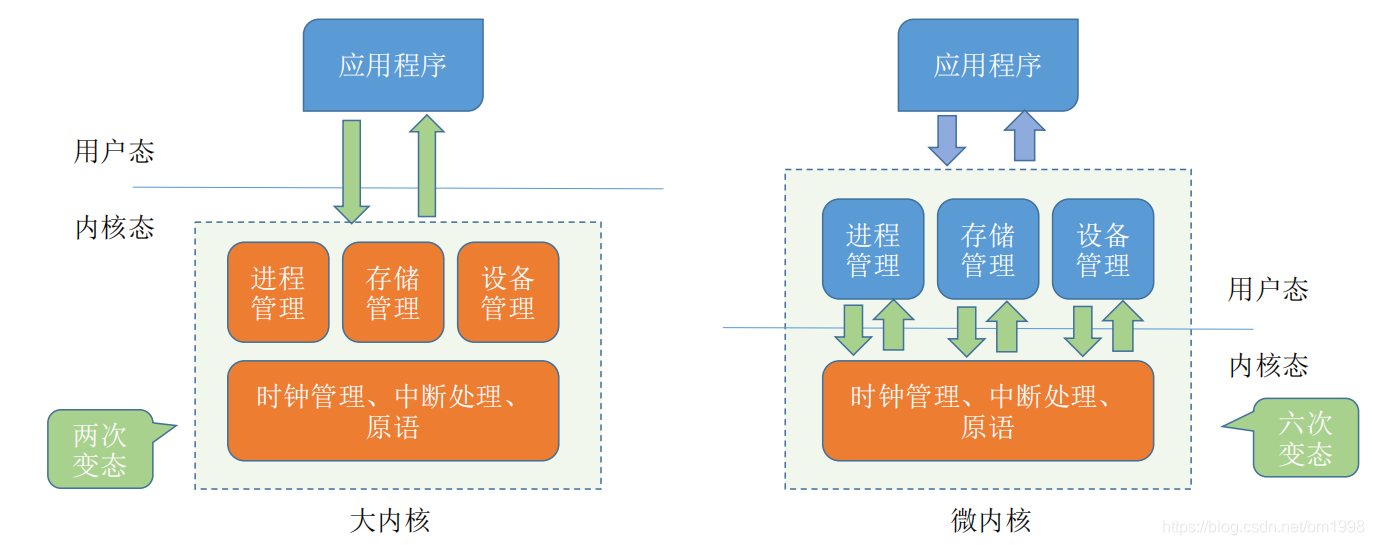 应用程序
用户态
内核态
进程
管理
存储
管理
设备
管理
时钟管理、中断处理、
原语
两次
变态
大内核
应用程序
进程
管理
存储
管理
设备
管理
用户态
内核态
时钟管理、中断处理、
原语
六次
变态
微内核
https://blog.csdn.net/bm1998